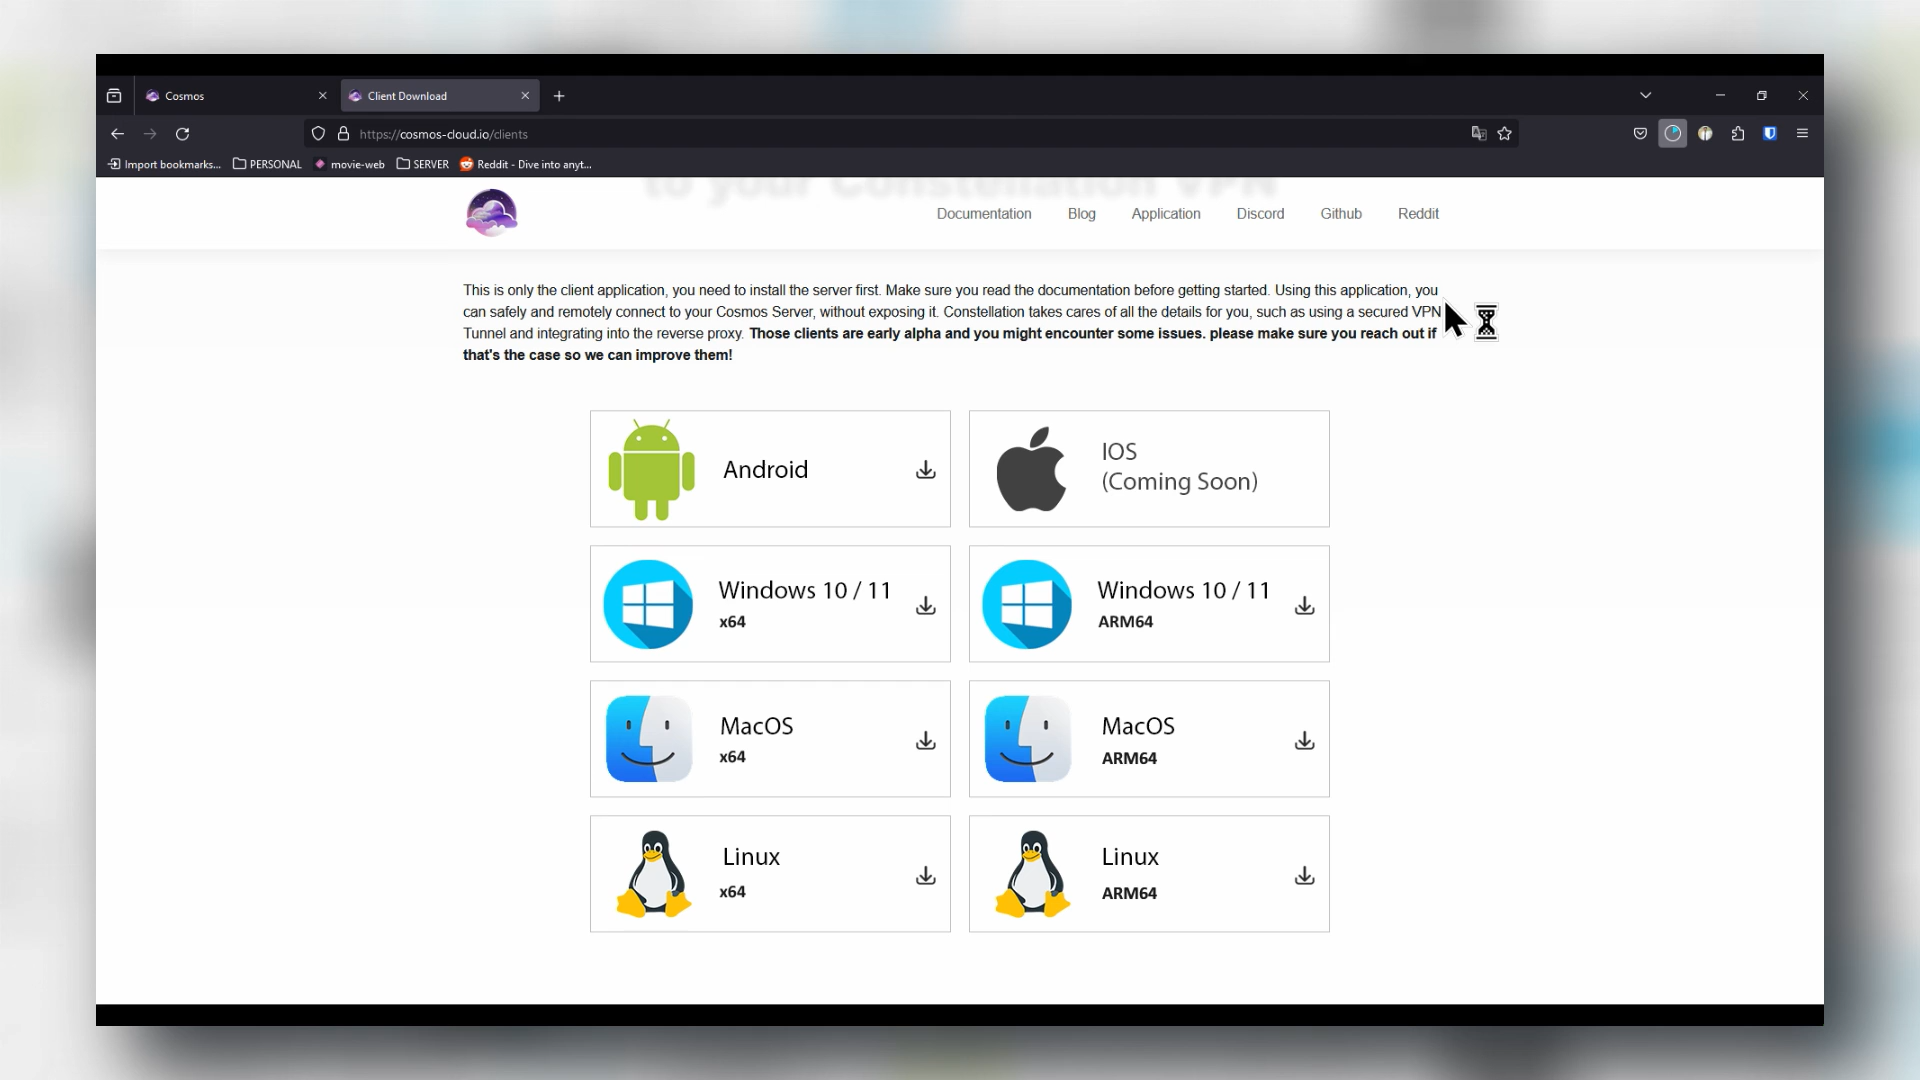 Cosmos
Client Download
https://cosmos-cloud.io/clients
Import bookmarks...
PERSONAL
movie-web
SERVER
Reddit - Dive into anyt...
to your Constellation VPN
Documentation
Blog
Application
Discord
Github
Reddit
This is only the client application, you need to install the server first. Make sure you read the documentation before getting started. Using this application, you
can safely and remotely connect to your Cosmos Server, without exposing it. Constellation takes cares of all the details for you, such as using a secured VPN
Tunnel and integrating into the reverse proxy. Those clients are early alpha and you might encounter some issues. please make sure you reach out if
that's the case so we can improve them!
Android
IOS
(Coming Soon)
Windows 10 / 11
x64
Windows 10 / 11
ARM64
MacOS
x64
MacOS
ARM64
Linux
x64
Linux
ARM64